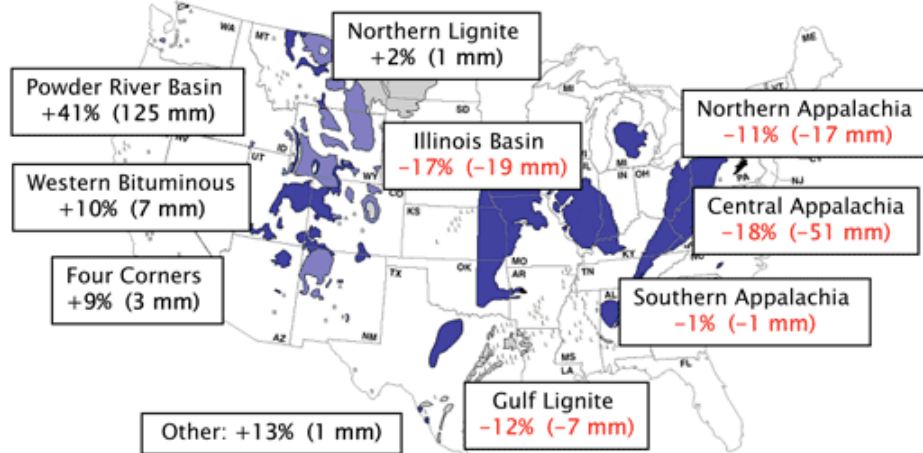 Northern Lignite
+2% (1 mm)
Powder River Basin
+41% (125 mm)
Northern Appalachia
-11% (-17 mm)
Illinois Basin
-17% (-19 mm)
Western Bituminous
+10% (7 mm)
Central Appalachia
-18% (-51 mm)
Four Corners
+9% (3 mm)
Southern Appalachia
-1% (-1 mm)
Gulf Lignite
-12% (-7 mm)
Other: +13% (1 mm)
WA
MT
ME
SD
MI
MI
ID
UT
WY
CO
IN
OH
PA
NJ
KS
MO
KY
OK
AR
TN
TX
AZ
NM
AL
MS
LA
FL